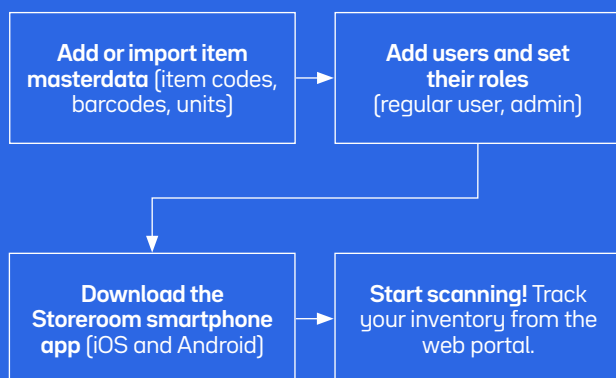 Add or import item
masterdata (item codes,
barcodes, units)
Add users and set
their roles
(regular user, admin)
Download the
Storeroom smartphone
app (iOS and Android)
Start scanning! Track
your inventory from the
web portal.